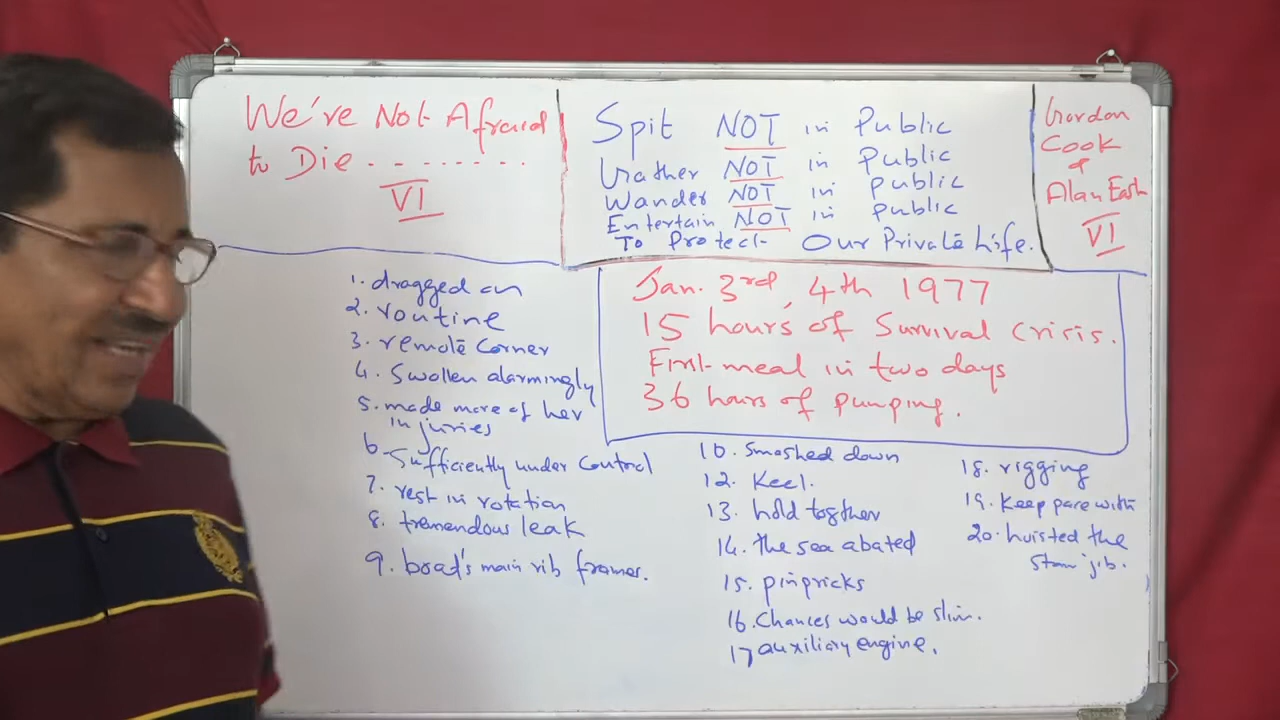 We're Not Afraid
to Die - - - - - - - -
VI
Spit NOT in Public
Gather NOT in Public
Wander NOT in Public
Entertain NOT in Public
To Protect Our Private Life.
Gordon
Cook
&
Alan East
VI
1. dragged on
2. routine
3. remote corner
4. Swollen alarmingly
5. made more of her
injuries
6. Sufficiently under control
7. rest in rotation
8. tremendous leak
9. boad's main rib frames.
Jan. 3rd, 4th 1977
15 hours of Survival crisis.
First meal in two days
36 hours of pumping.
10. Smashed down
12. Keel.
13. hold together
14. the sea abated
15. pinpricks
16. Chances would be slim.
17 auxiliary engine.
18. rigging
19. Keep pace with
20. hoisted the
storm jib.